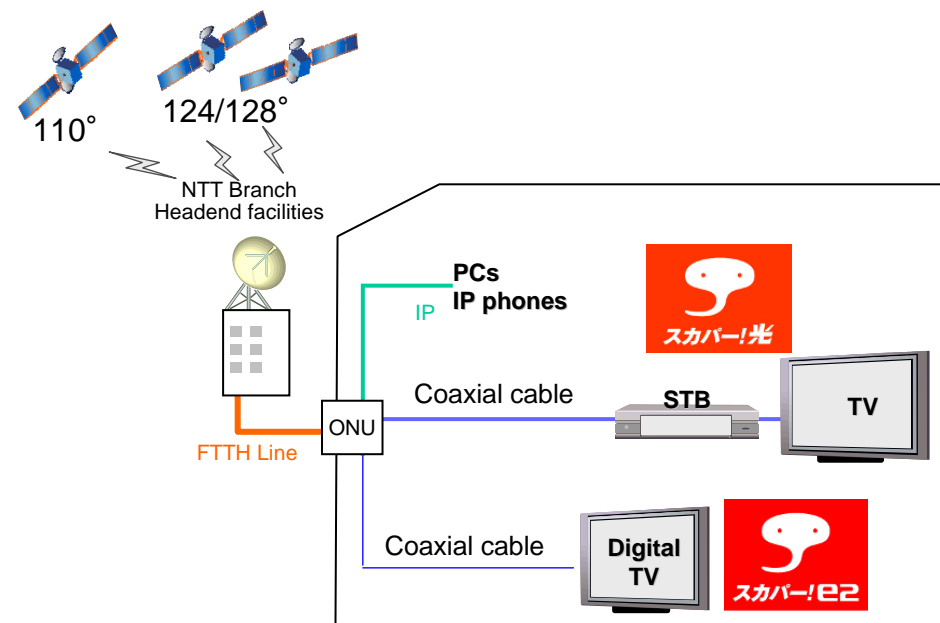 110°
124/128°
NTT Branch
Headend facilities
PCs
IP phones
IP
スカパー!光
Coaxial cable
STB
TV
ONU
FTTH Line
Coaxial cable
Digital
TV
スカパー!e2